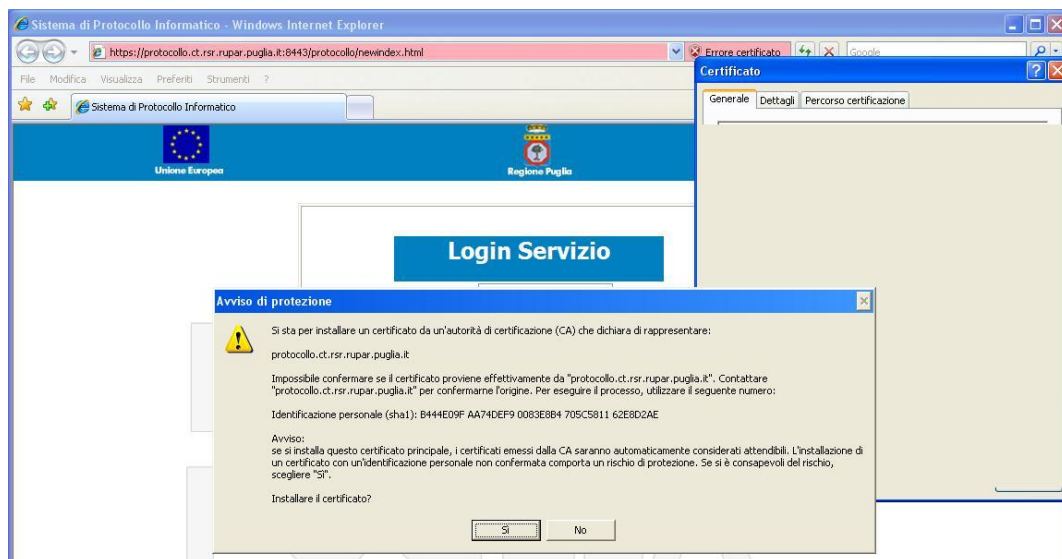 Sistema di Protocollo Informatico - Windows Internet Explorer
https://protocollo.ct.rsr.rupar.puglia.it:8443/protocollo/newindex.html
Errore certificato
Google
File Modifica Visualizza Preferiti Strumenti ?
Certificato
Sistema di Protocollo Informatico
Generale Dettagli Percorso certificazione
Unione Europea
Regione Puglia
Login Servizio
Avviso di protezione
Si sta per installare un certificato da un'autorità di certificazione (CA) che dichiara di rappresentare:
protocollo.ct.rsr.rupar.puglia.it
Impossibile confermare se il certificato proviene effettivamente da "protocollo.ct.rsr.rupar.puglia.it". Contattare
"protocollo.ct.rsr.rupar.puglia.it" per confermarne l'origine. Per eseguire il processo, utilizzare il seguente numero:
Identificazione personale (sha1): B444E09F AA74DEF9 0083E8B4 705C5811 62E8D2AE
Avviso:
se si installa questo certificato principale, i certificati emessi dalla CA saranno automaticamente considerati attendibili. L'installazione di
un certificato con un'identificazione personale non confermata comporta un rischio di protezione. Se si è consapevoli del rischio,
scegliere "Sì".
Installare il certificato?
Sì No